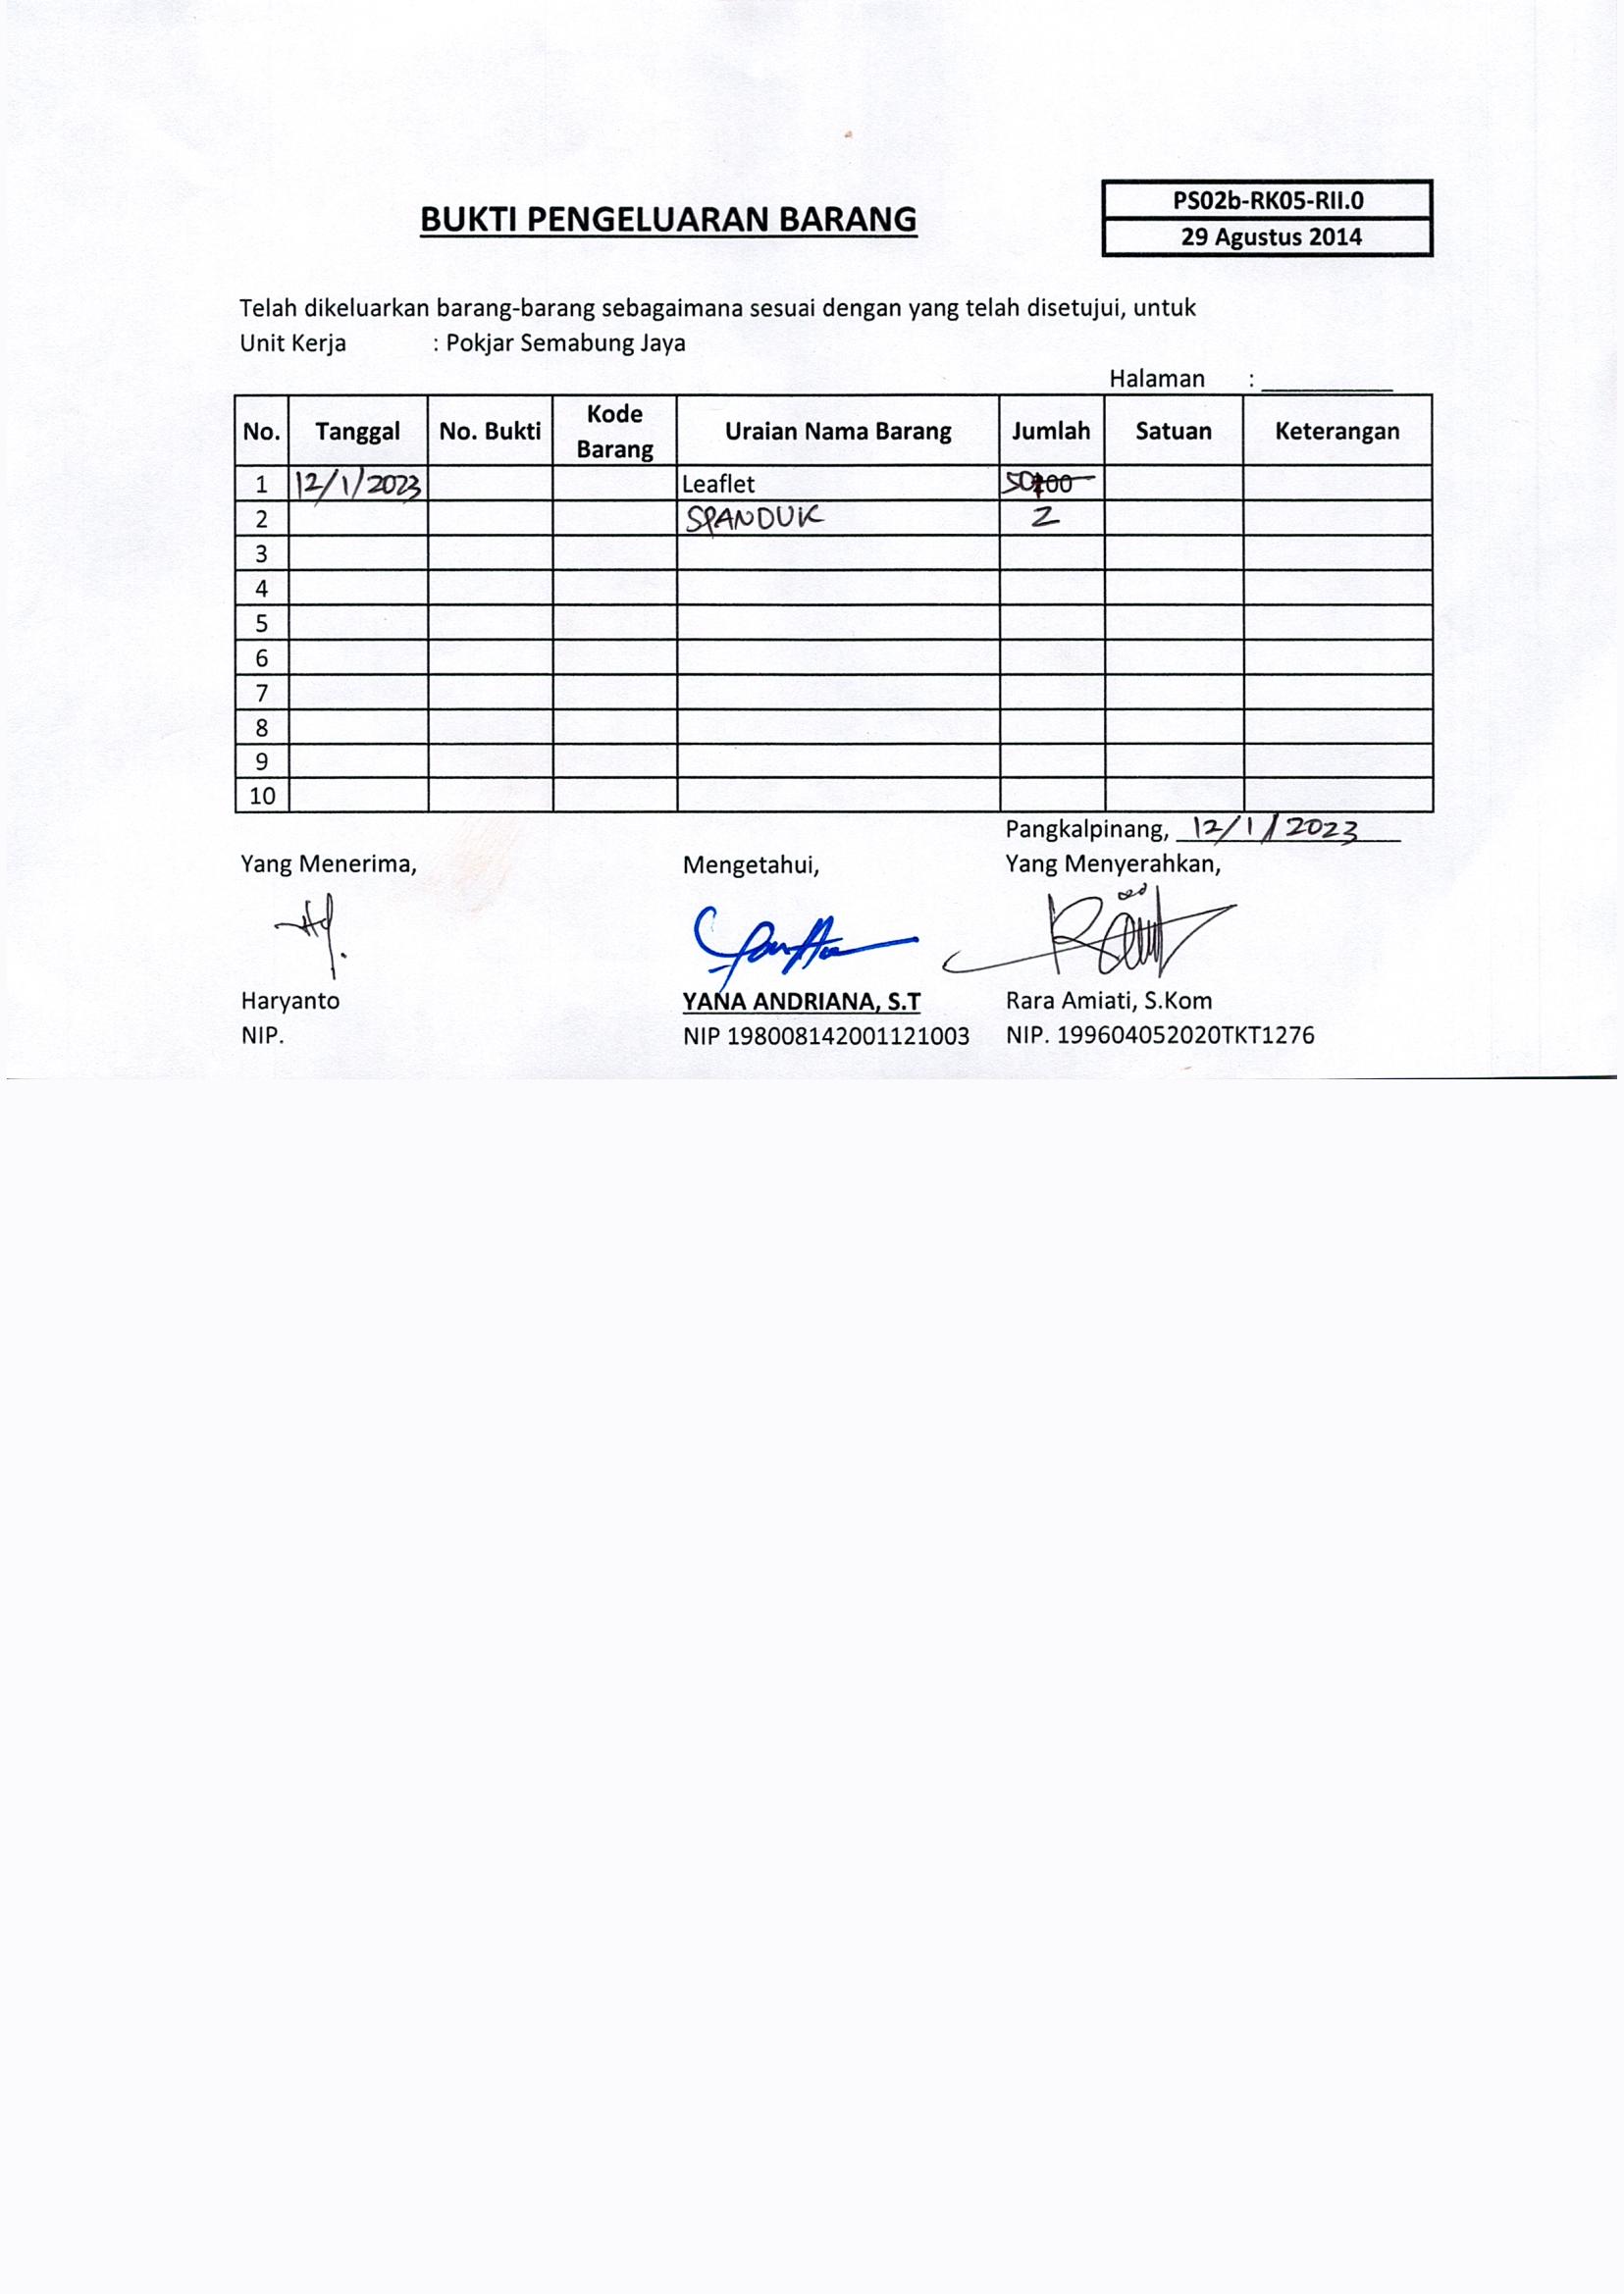 BUKTI PENGELUARAN BARANG
PS02b-RK05-RII.0
29 Agustus 2014
Telah dikeluarkan barang-barang sebagaimana sesuai dengan yang telah disetujui, untuk
Unit Kerja : Pokjar Semabung Jaya
Halaman : ___________
No. Tanggal No. Bukti Kode Barang Uraian Nama Barang Jumlah Satuan Keterangan
1 12/1/2023 Leaflet 50 100
2 SPANDUK 2
3
4
5
6
7
8
9
10
Pangkalpinang, 12/1/2023
Yang Menerima, Mengetahui, Yang Menyerahkan,
Haryanto YANA ANDRIANA, S.T Rara Amiati, S.Kom
NIP. NIP 198008142001121003 NIP. 199604052020TKT1276